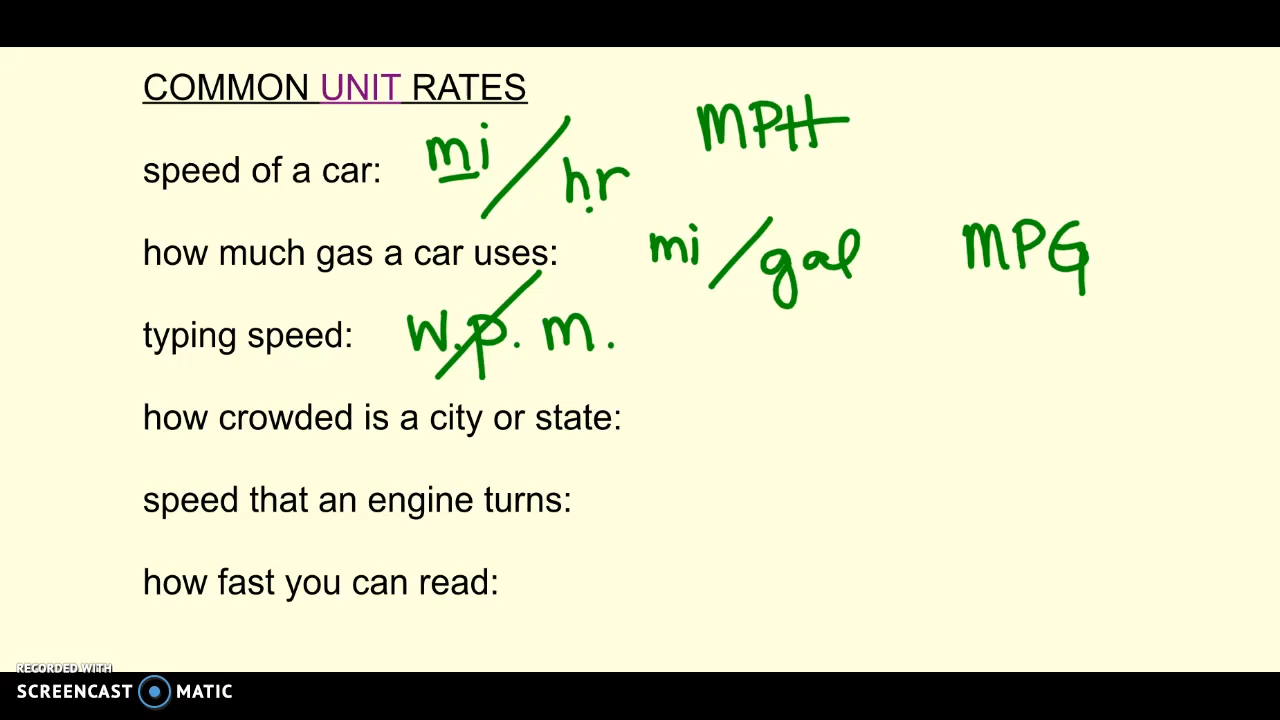 COMMON UNIT RATES
MPH
speed of a car: mi/hr
how much gas a car uses: mi/gal MPG
typing speed: w.p.m.
how crowded is a city or state:
speed that an engine turns:
how fast you can read:
RECORDED WITH
SCREENCAST MATIC